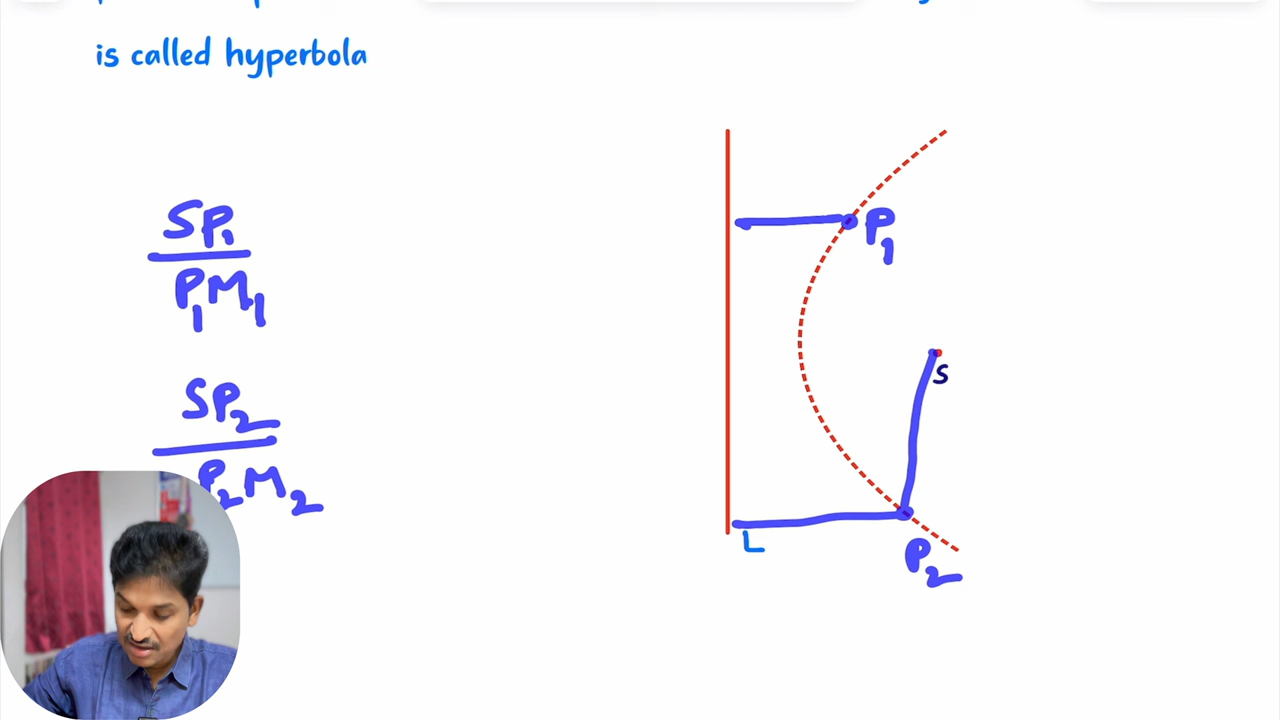 is called hyperbola
SP₁
P₁M₁
SP₂
P₂M₂
P₁
S
L
P₂